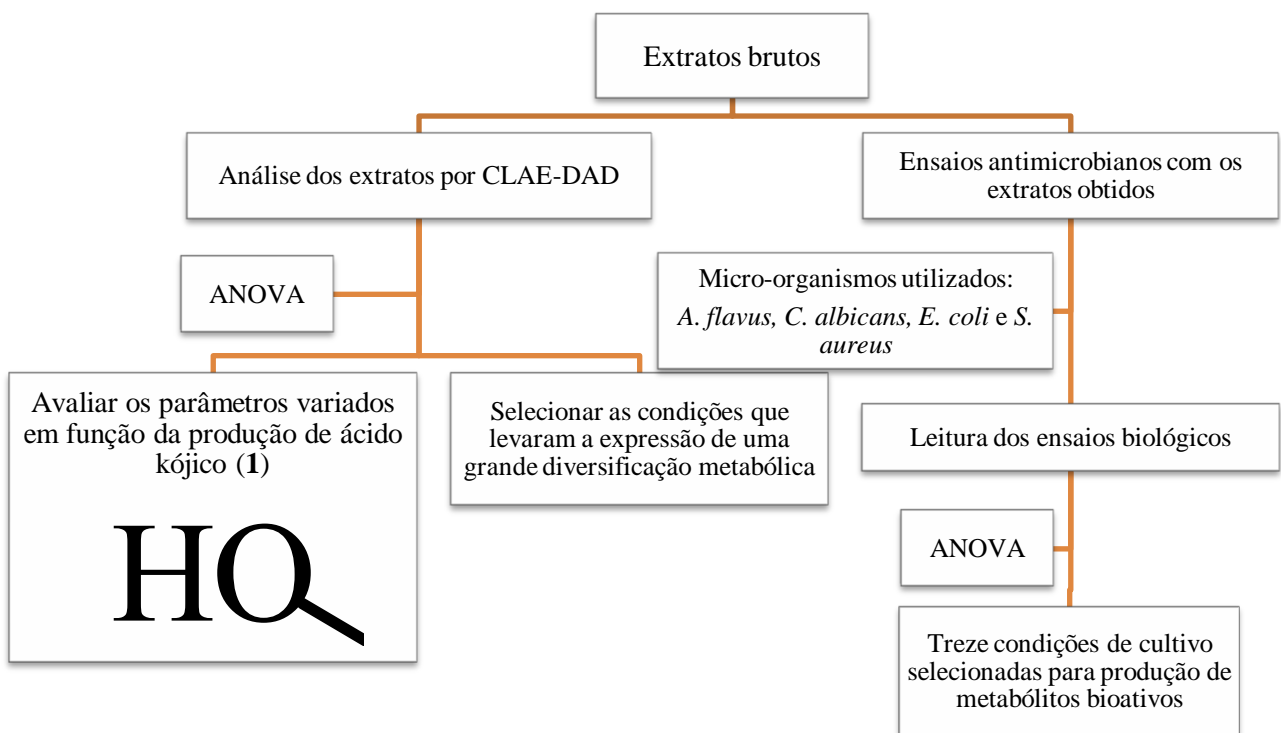 Extratos brutos
Análise dos extratos por CLAE-DAD
Ensaios antimicrobianos com os
extratos obtidos
ANOVA
Micro-organismos utilizados:
A. flavus, C. albicans, E. coli e S.
aureus
Avaliar os parâmetros variados
em função da produção de ácido
kójico (1)
HO
Selecionar as condições que
levaram a expressão de uma
grande diversificação metabólica
Leitura dos ensaios biológicos
ANOVA
Treze condições de cultivo
selecionadas para produção de
metabólitos bioativos